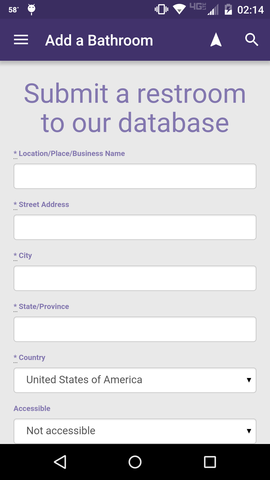 58° 4G 02:14
Add a Bathroom
Submit a restroom
to our database
* Location/Place/Business Name
* Street Address
* City
* State/Province
* Country
United States of America
Accessible
Not accessible